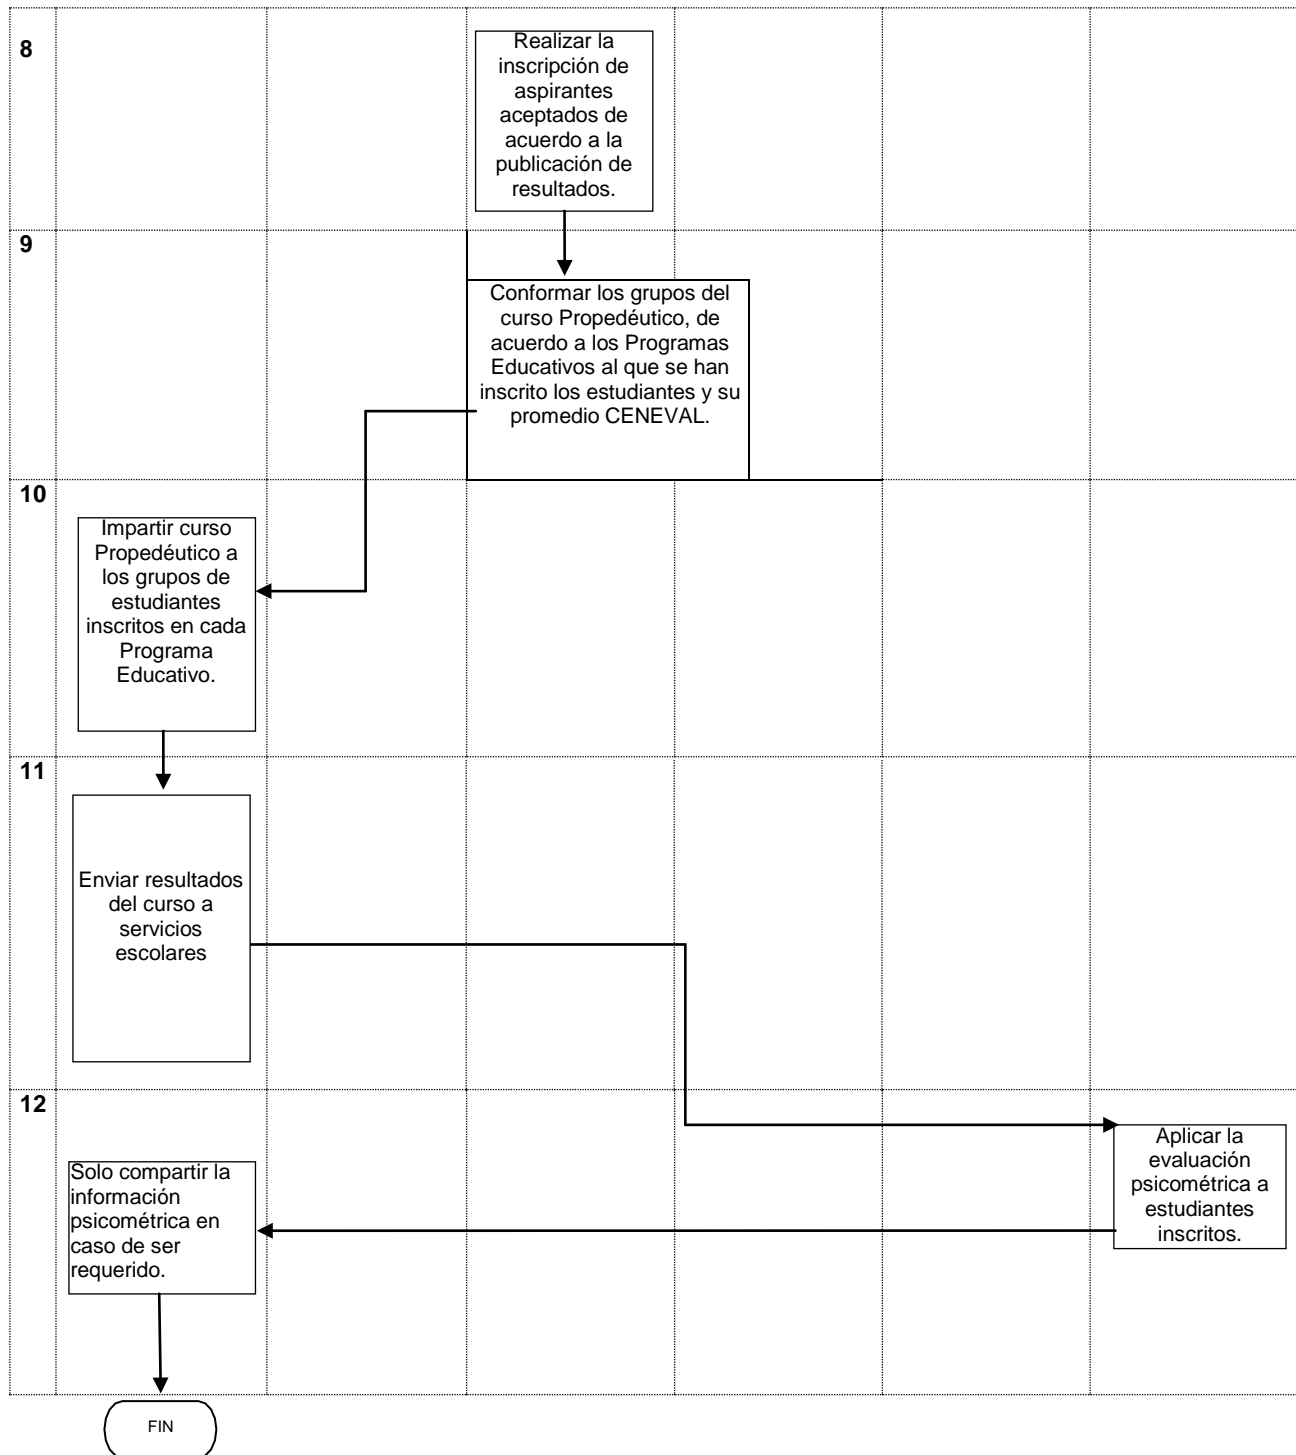 8
Realizar la
inscripción de
aspirantes
aceptados de
acuerdo a la
publicación de
resultados.
9
Conformar los grupos del
curso Propedéutico, de
acuerdo a los Programas
Educativos al que se han
inscrito los estudiantes y su
promedio CENEVAL.
10
Impartir curso
Propedéutico a
los grupos de
estudiantes
inscritos en cada
Programa
Educativo.
11
Enviar resultados
del curso a
servicios
escolares
12
Aplicar la
evaluación
psicométrica a
estudiantes
inscritos.
Solo compartir la
información
psicométrica en
caso de ser
requerido.
FIN